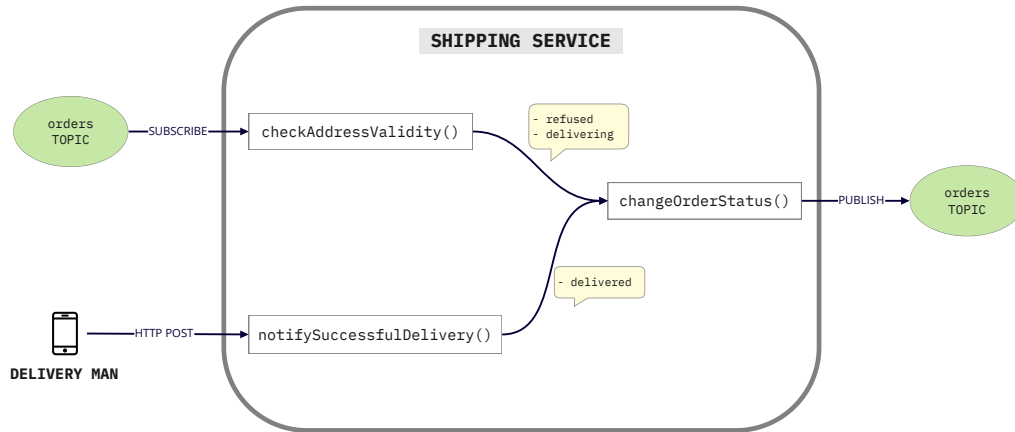 SHIPPING SERVICE
orders
TOPIC
SUBSCRIBE
checkAddressValidity()
- refused
- delivering
changeOrderStatus()
PUBLISH
orders
TOPIC
- delivered
HTTP POST
notifySuccessfulDelivery()
DELIVERY MAN